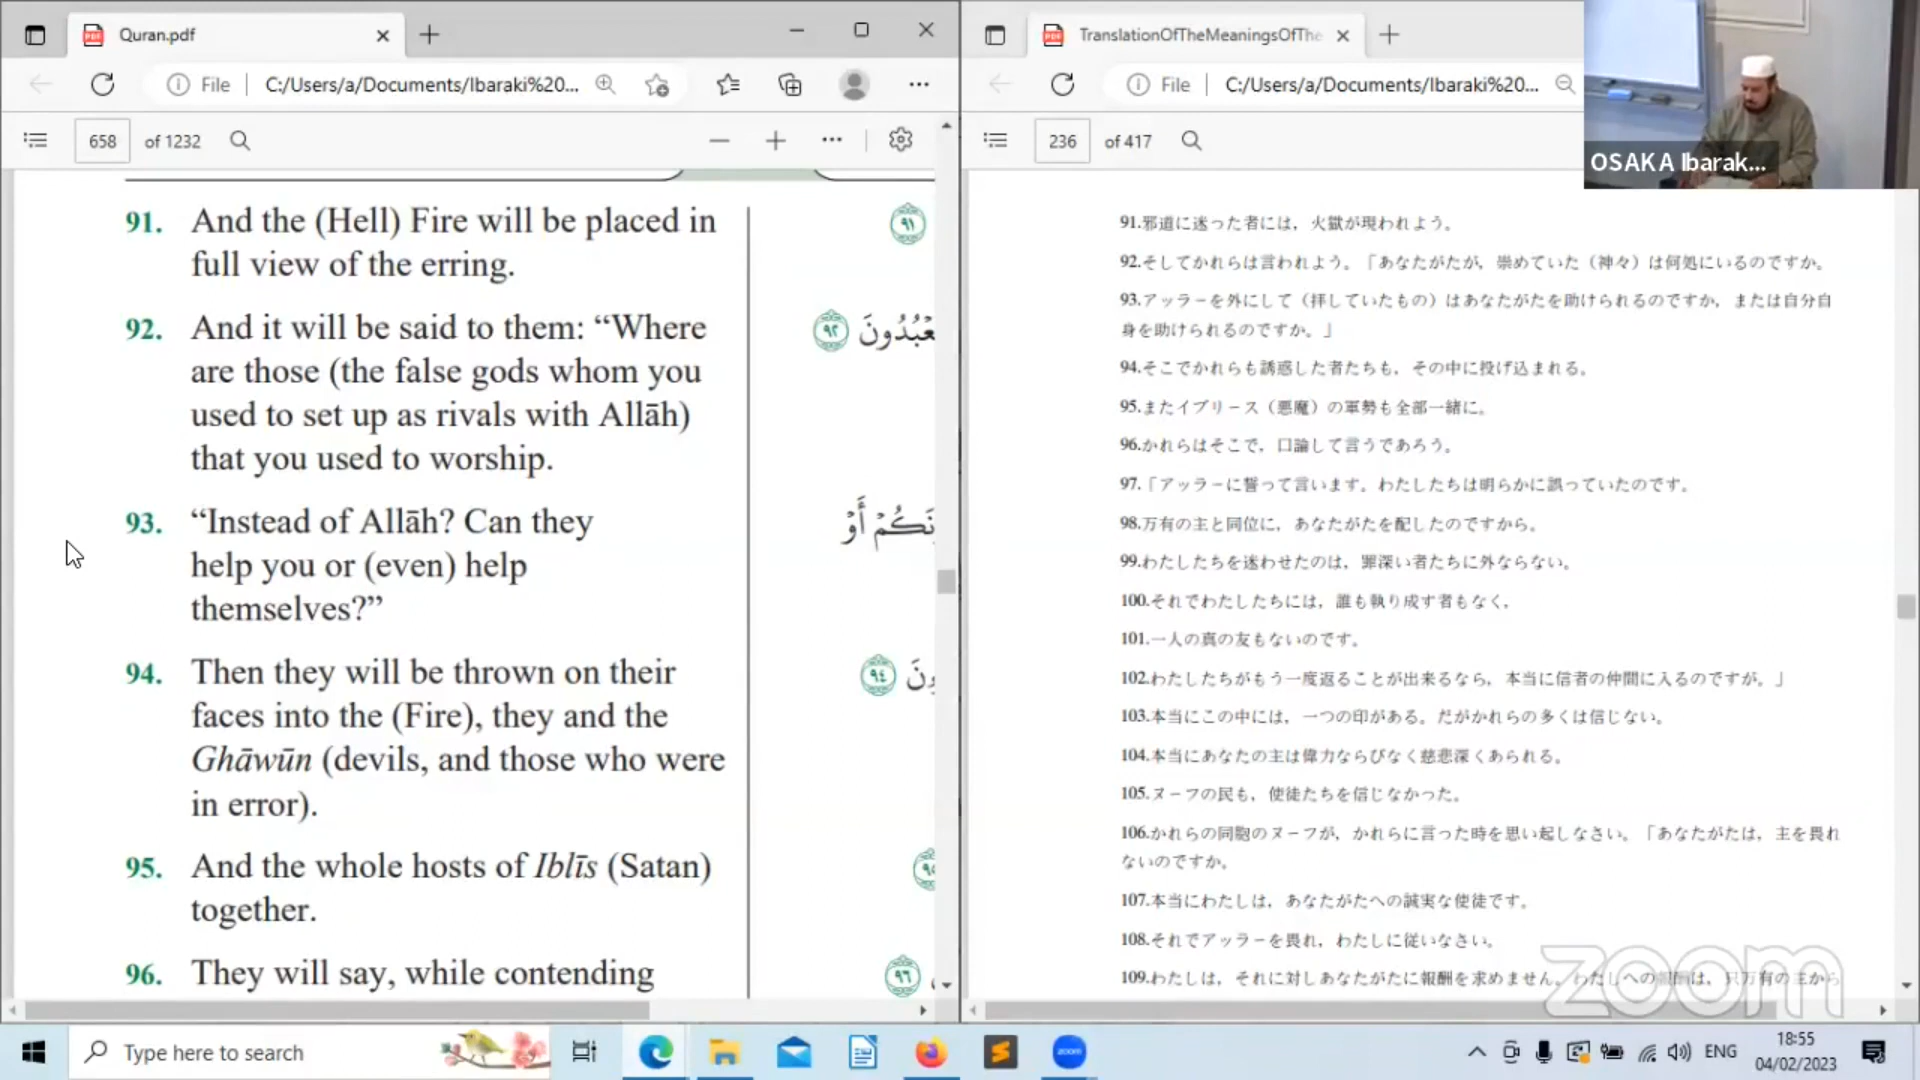 Quran.pdf
File
C:/Users/a/Documents/Ibaraki%20...
658 of 1232
91. And the (Hell) Fire will be placed in
full view of the erring.
92. And it will be said to them: “Where
are those (the false gods whom you
used to set up as rivals with Allāh)
that you used to worship.
93. “Instead of Allāh? Can they
help you or (even) help
themselves?”
94. Then they will be thrown on their
faces into the (Fire), they and the
Ghāwūn (devils, and those who were
in error).
95. And the whole hosts of Iblīs (Satan)
together.
96. They will say, while contending
٩١
٩٢
٩٤
٩٥
٩٦
TranslationOfTheMeaningsOfThe
File
C:/Users/a/Documents/Ibaraki%20...
236 of 417
OSAKA Ibarak...
91.邪道に迷った者には，火獄が現われよう。
92.そしてかれらは言われよう。「あなたがたが，崇めていた（神々）は何処にいるのですか。
93.アッラーを外にして（拝していたもの）はあなたがたを助けられるのですか，または自分自
身を助けられるのですか。」
94.そこでかれらも誘惑した者たちも，その中に投げ込まれる。
95.またイブリース（悪魔）の軍勢も全部一緒に。
96.かれらはそこで，口論して言うであろう。
97.「アッラーに誓って言います。わたしたちは明らかに誤っていたのです。
98.万有の主と同位に，あなたがたを配したのですから。
99.わたしたちを迷わせたのは，罪深い者たちに外ならない。
100.それでわたしたちには，誰も執り成す者もなく，
101.一人の真の友もないのです。
102.わたしたちがもう一度返ることが出来るなら，本当に信者の仲間に入るのですが。」
103.本当にこの中には，一つの印がある。だがかれらの多くは信じない。
104.本当にあなたの主は偉力ならびなく慈悲深くあられる。
105.ヌーフの民も，使徒たちを信じなかった。
106.かれらの同胞のヌーフが，かれらに言った時を思い起しなさい。「あなたがたは，主を畏れ
ないのですか。
107.本当にわたしは，あなたがたへの誠実な使徒です。
108.それでアッラーを畏れ，わたしに従いなさい。
109.わたしは，それに対しあなたがたに報酬を求めません。わたしへの報酬は，只万有の主から
zoom
Type here to search
zoom
ENG
18:55
04/02/2023